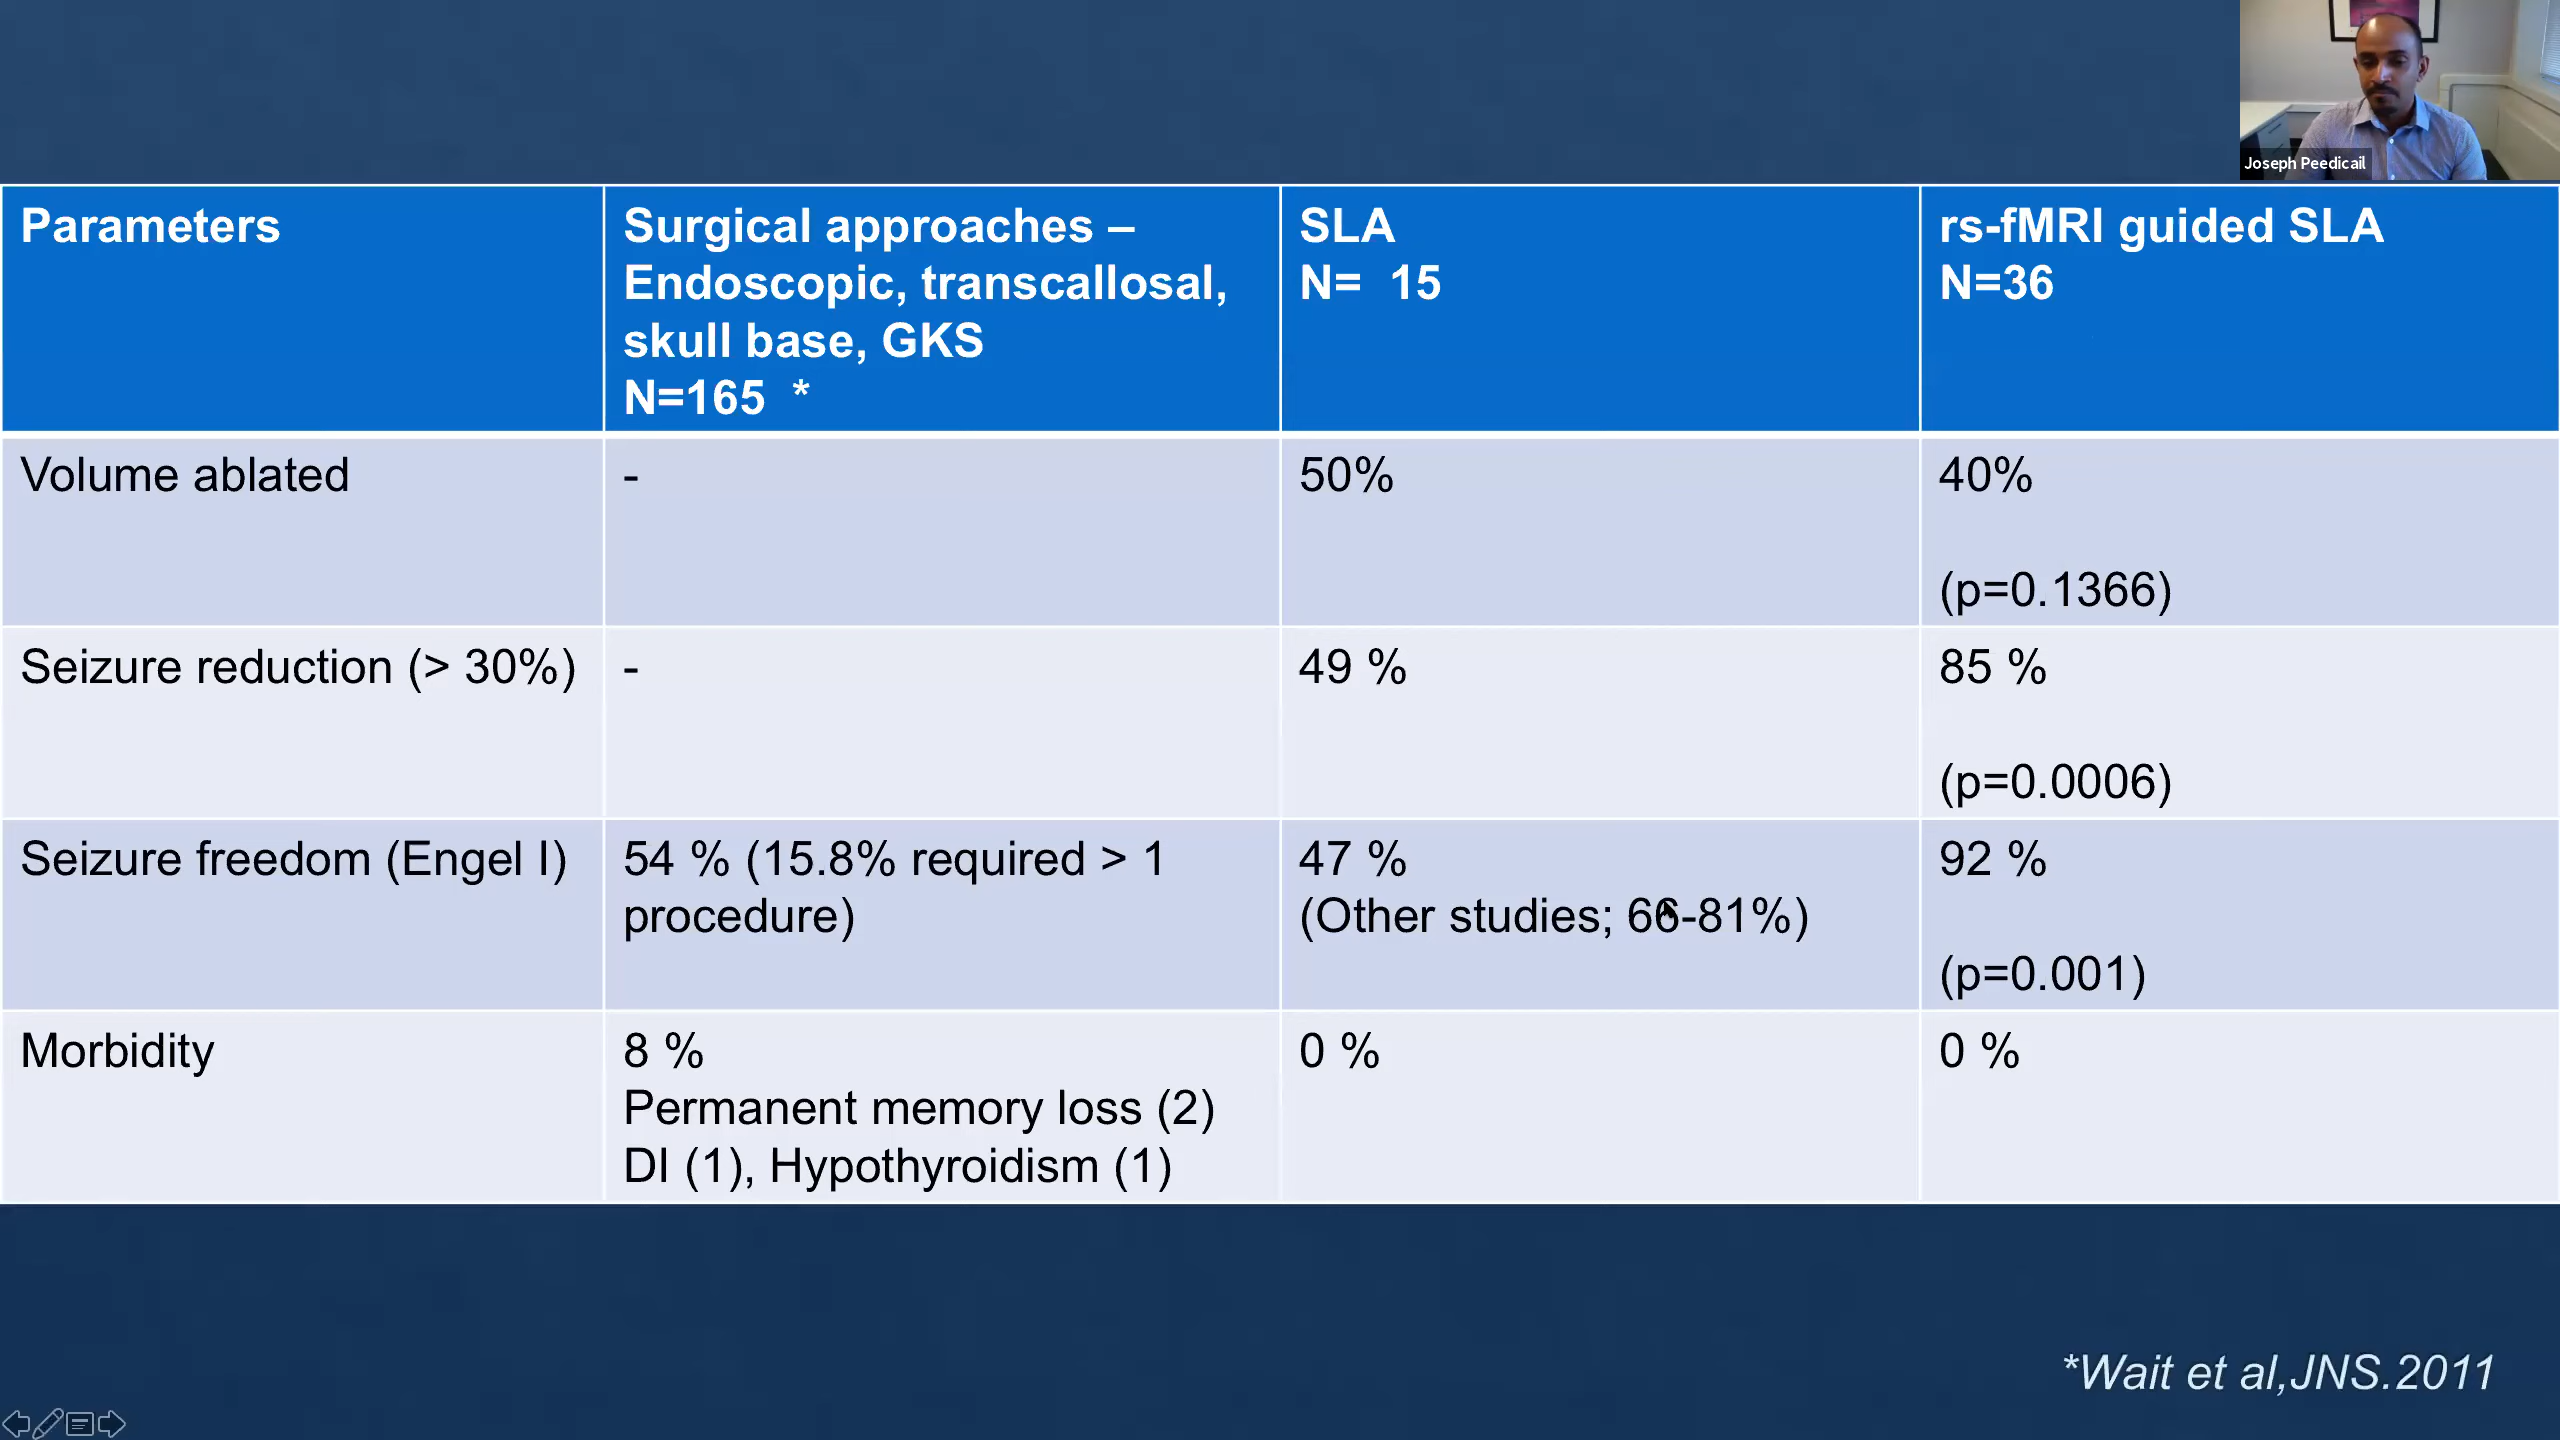 Joseph Peedicail
Parameters
Surgical approaches –
Endoscopic, transcallosal,
skull base, GKS
N=165 *
SLA
N= 15
rs-fMRI guided SLA
N=36
Volume ablated
-
50%
40%
(p=0.1366)
Seizure reduction (> 30%)
-
49 %
85 %
(p=0.0006)
Seizure freedom (Engel I)
54 % (15.8% required > 1
procedure)
47 %
(Other studies; 66-81%)
92 %
(p=0.001)
Morbidity
8 %
Permanent memory loss (2)
DI (1), Hypothyroidism (1)
0 %
0 %
*Wait et al,JNS.2011